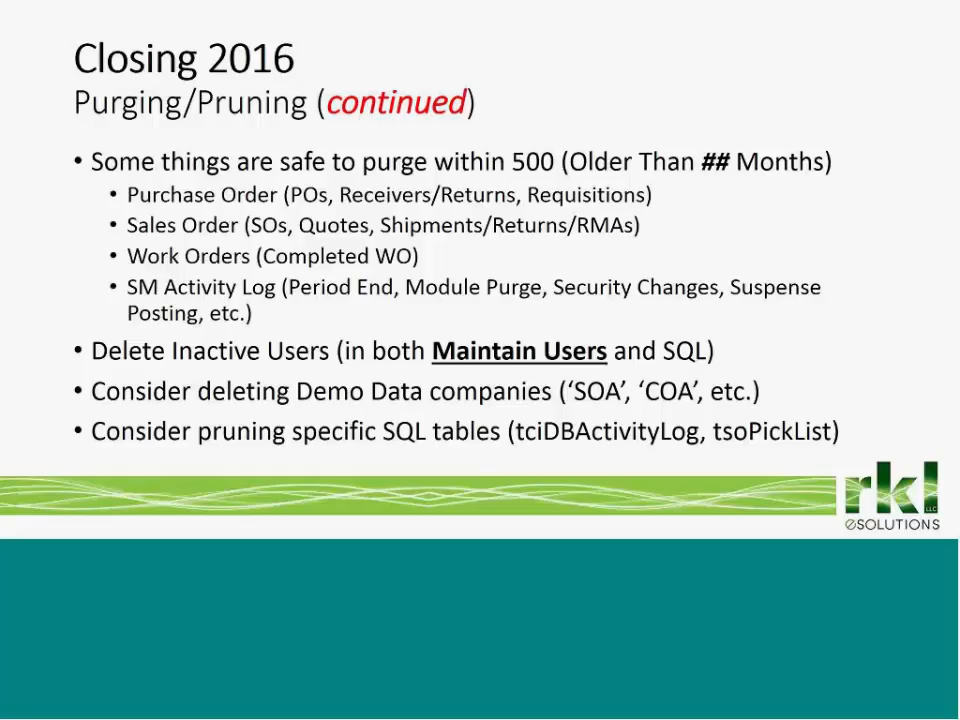 Closing 2016
Purging/Pruning (continued)
• Some things are safe to purge within 500 (Older Than ## Months)
• Purchase Order (POs, Receivers/Returns, Requisitions)
• Sales Order (SOs, Quotes, Shipments/Returns/RMAs)
• Work Orders (Completed WO)
• SM Activity Log (Period End, Module Purge, Security Changes, Suspense
Posting, etc.)
• Delete Inactive Users (in both Maintain Users and SQL)
• Consider deleting Demo Data companies (‘SOA’, ‘COA’, etc.)
• Consider pruning specific SQL tables (tciDBActivityLog, tsoPickList)
rkl
LLC
eSOLUTIONS